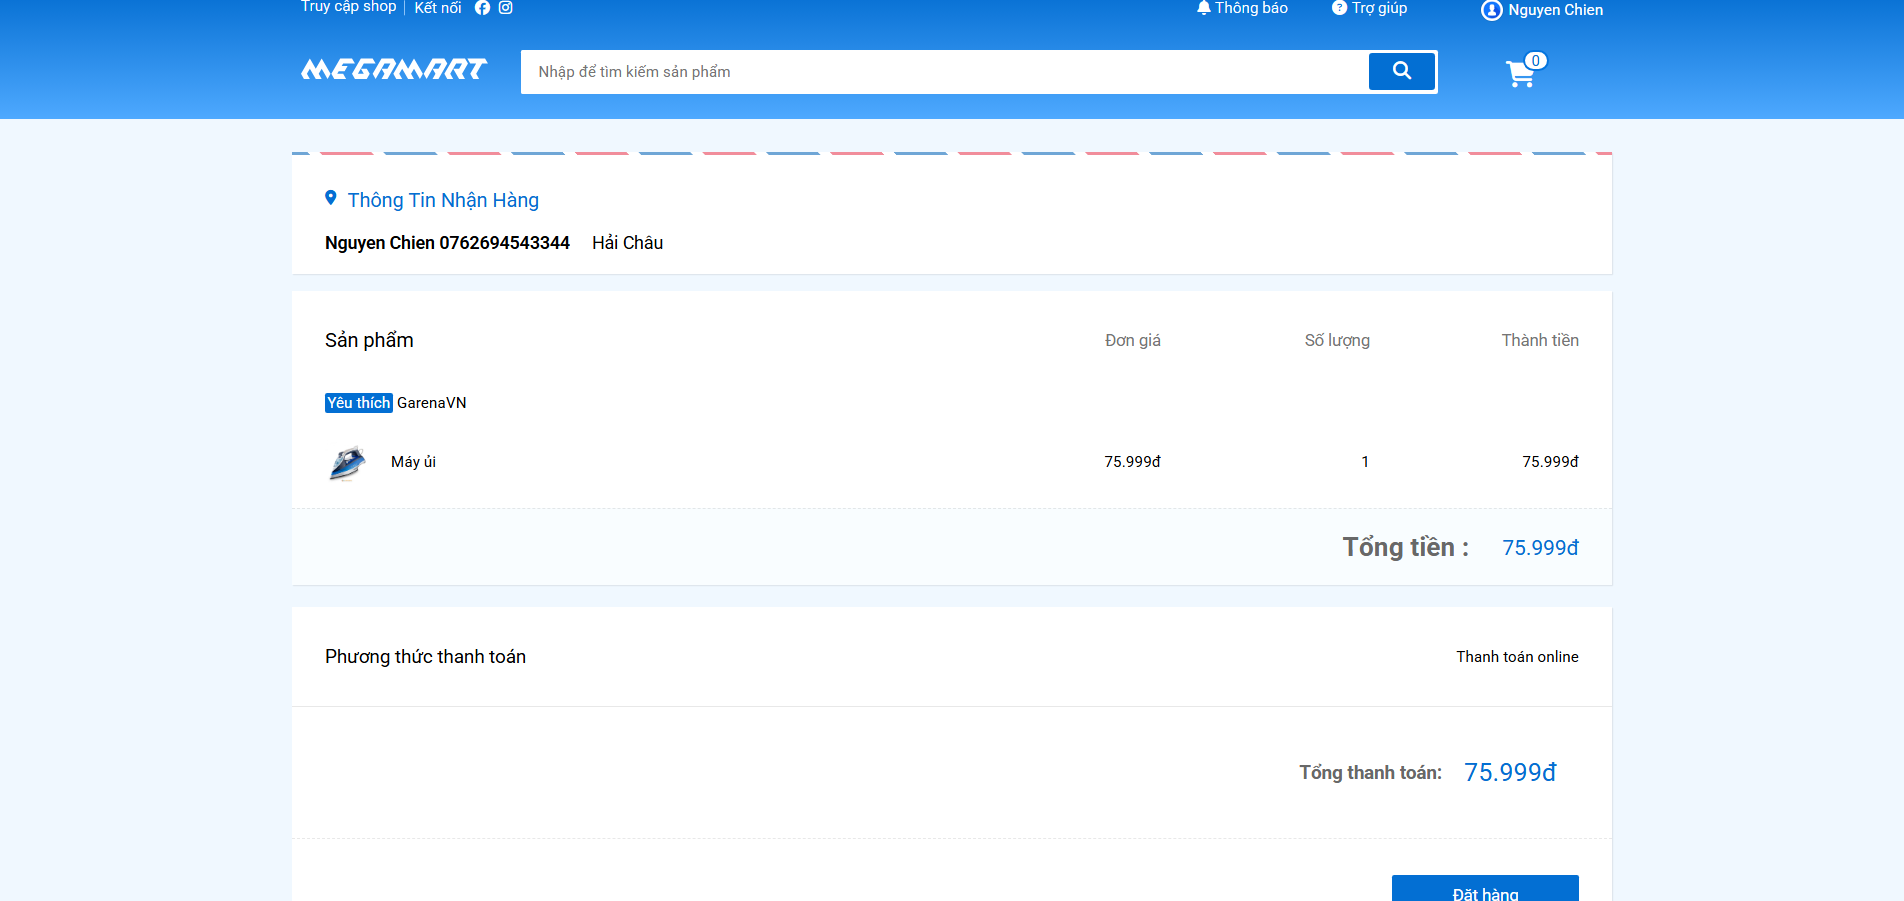 Truy cập shop Kết nối Thông báo Trợ giúp Nguyen Chien
MEGAMART Nhập để tìm kiếm sản phẩm 0
Thông Tin Nhận Hàng
Nguyen Chien 0762694543344 Hải Châu
Sản phẩm Đơn giá Số lượng Thành tiền
Yêu thích GarenaVN
Máy ủi 75.999đ 1 75.999đ
Tổng tiền : 75.999đ
Phương thức thanh toán Thanh toán online
Tổng thanh toán: 75.999đ
Đặt hàng